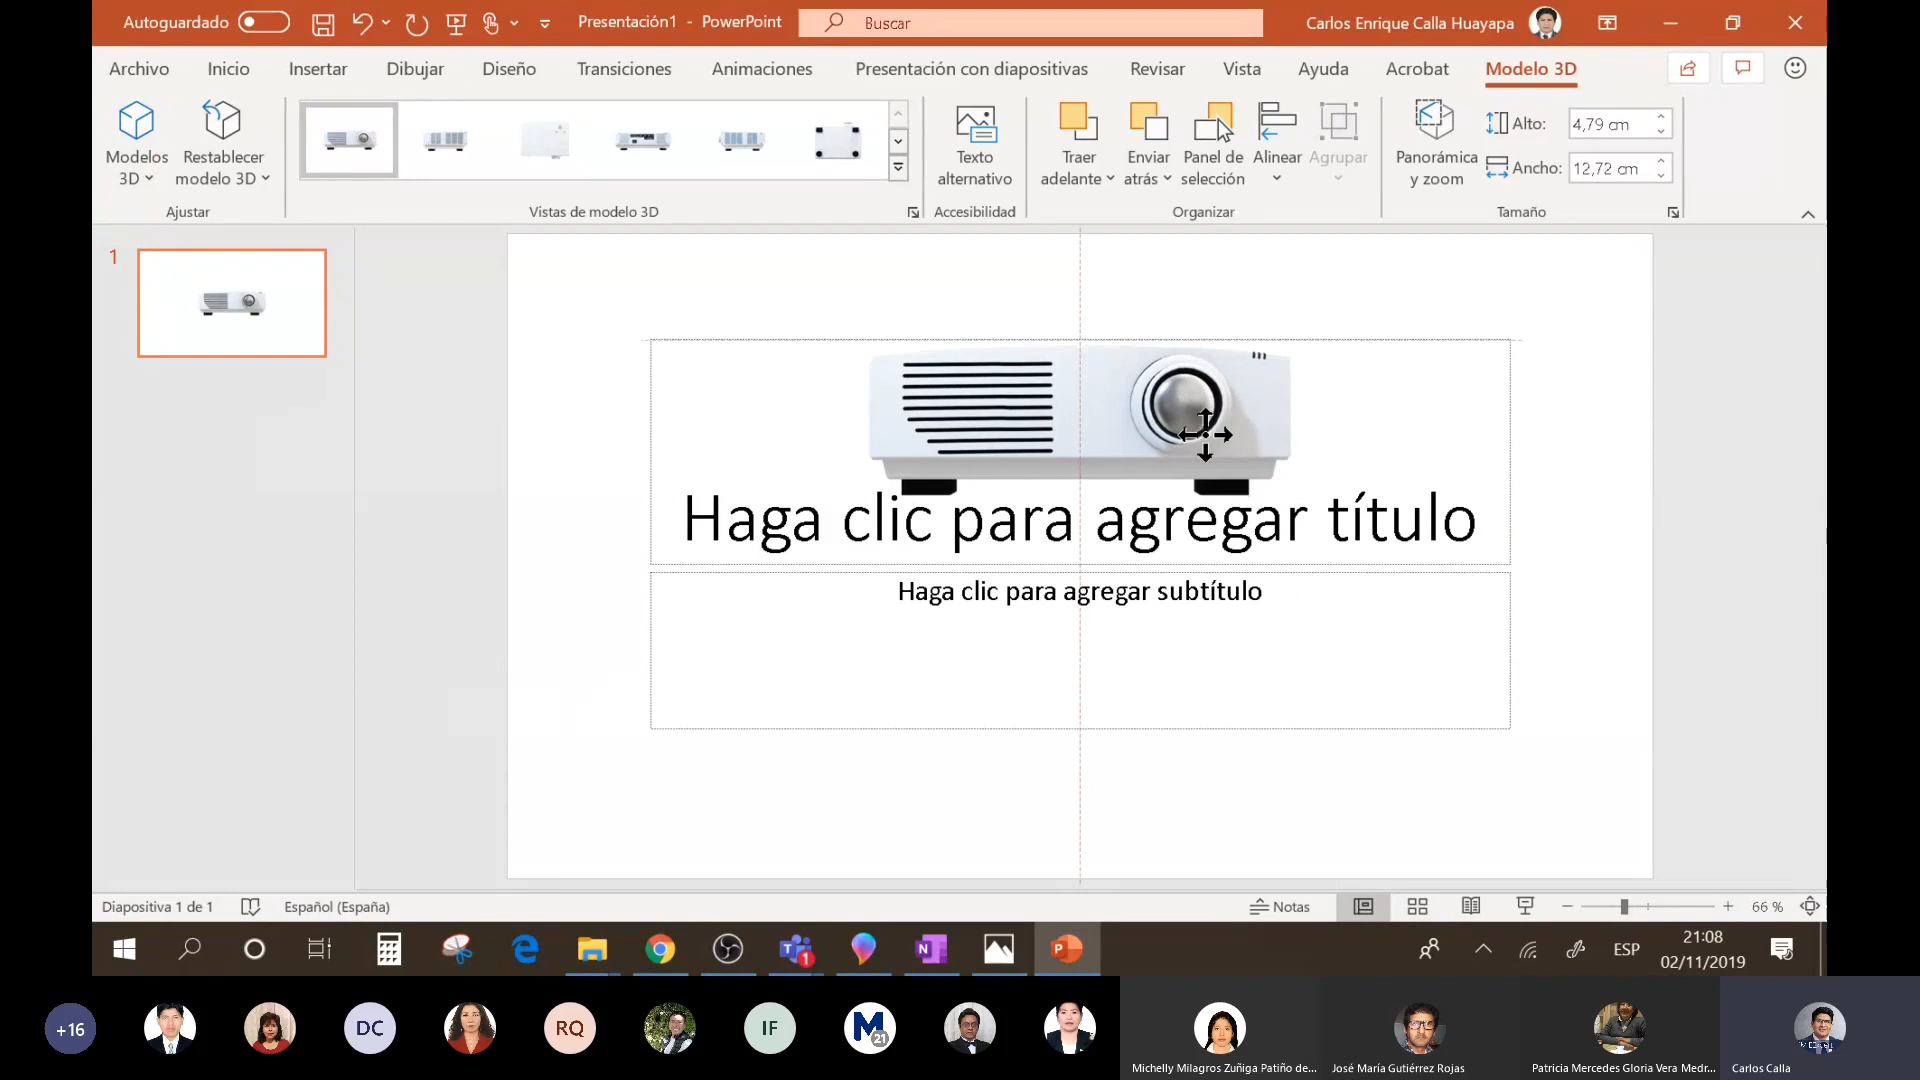 Autoguardado
Presentación1 - PowerPoint
Buscar
Carlos Enrique Calla Huayapa
Archivo Inicio Insertar Dibujar Diseño Transiciones Animaciones Presentación con diapositivas Revisar Vista Ayuda Acrobat Modelo 3D
Modelos 3D
Restablecer modelo 3D
Ajustar
Vistas de modelo 3D
Texto alternativo
Accesibilidad
Traer adelante
Enviar atrás
Panel de selección
Alinear
Agrupar
Organizar
Panorámica y zoom
Alto: 4,79 cm
Ancho: 12,72 cm
Tamaño
1
Haga clic para agregar título
Haga clic para agregar subtítulo
Diapositiva 1 de 1
Español (España)
Notas
66 %
1
ESP
21:08
02/11/2019
+16
DC
RQ
IF
M
21
Michelly Milagros Zuñiga Patiño de...
José María Gutiérrez Rojas
Patricia Mercedes Gloria Vera Medr...
Carlos Calla